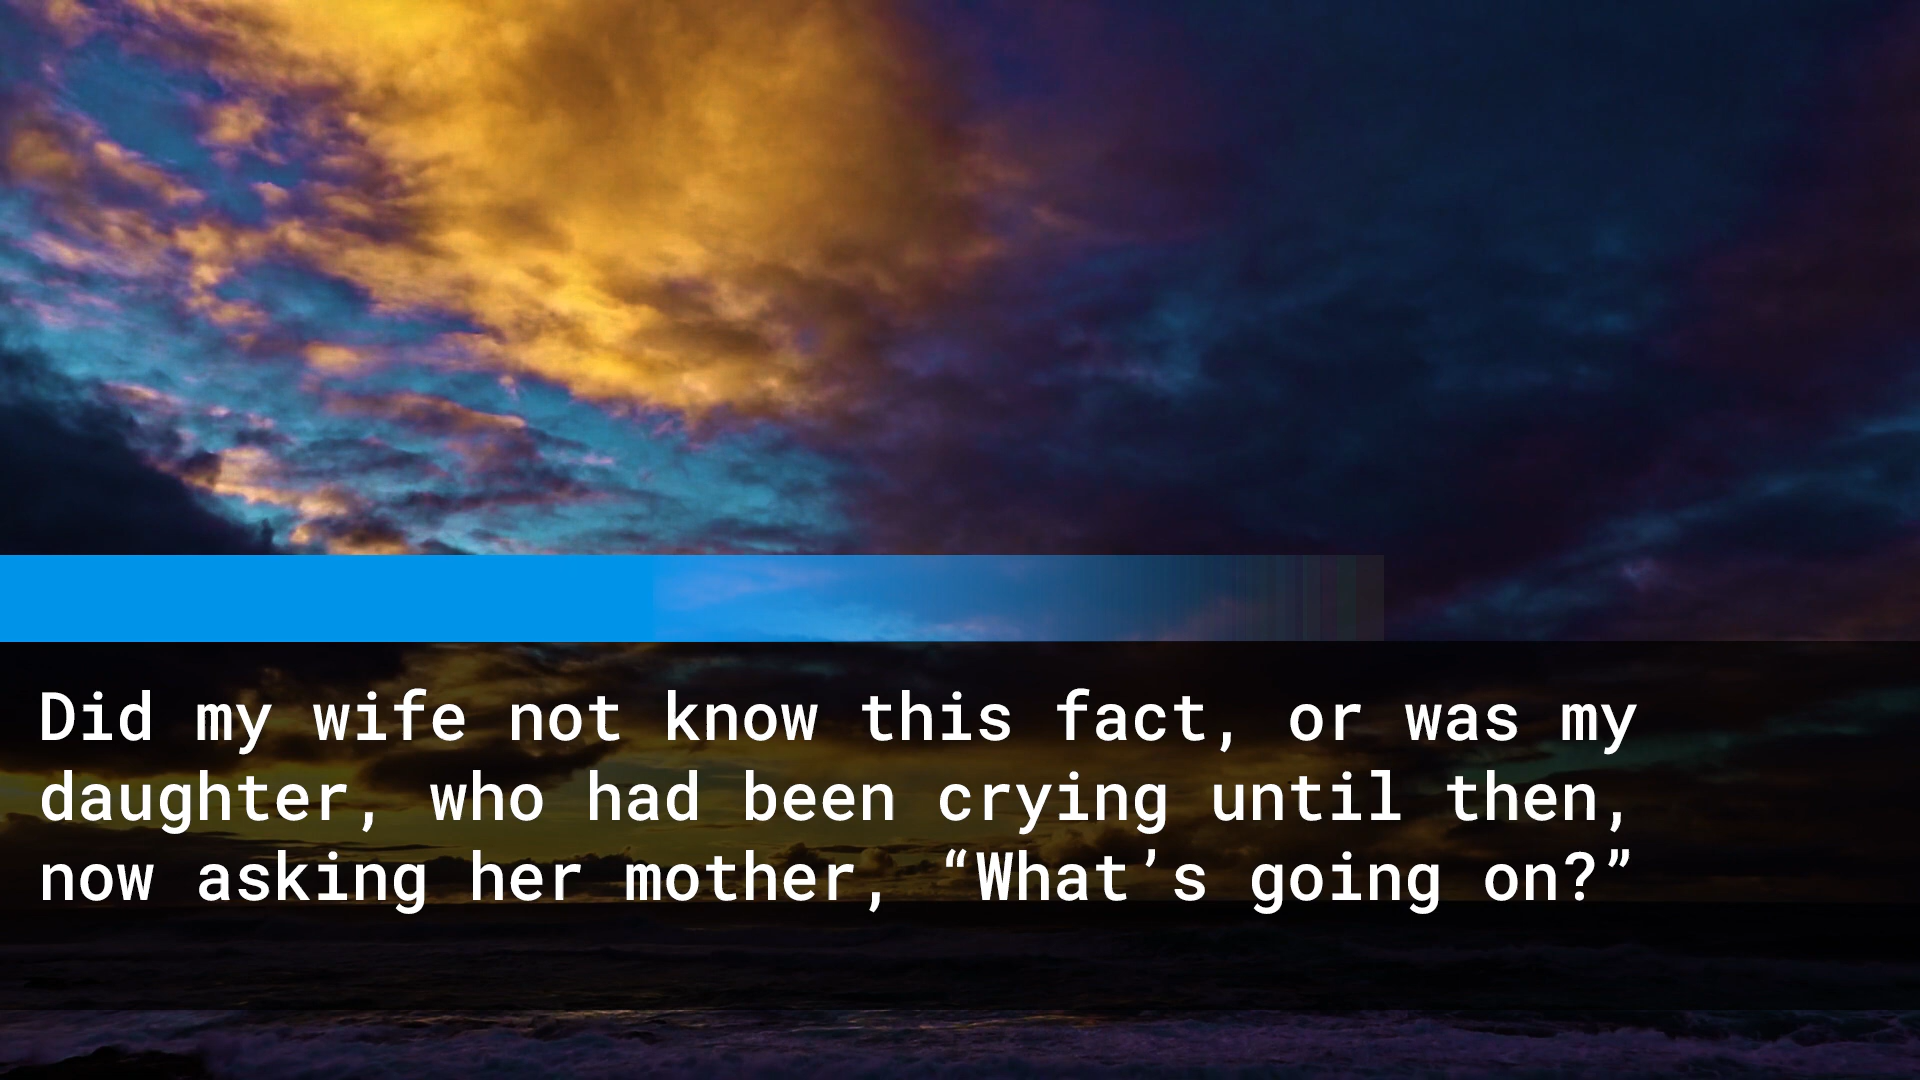 Did my wife not know this fact, or was my
daughter, who had been crying until then,
now asking her mother, “What’s going on?”